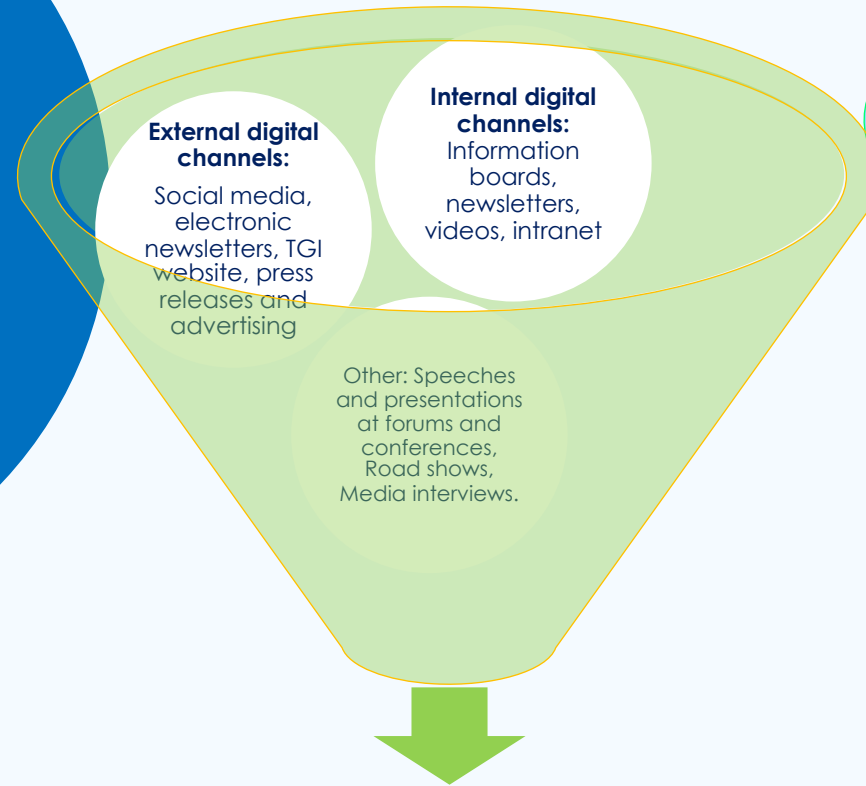 External digital
channels:
Social media,
electronic
newsletters, TGI
website, press
releases and
advertising
Internal digital
channels:
Information
boards,
newsletters,
videos, intranet
Other: Speeches
and presentations
at forums and
conferences,
Road shows,
Media interviews.